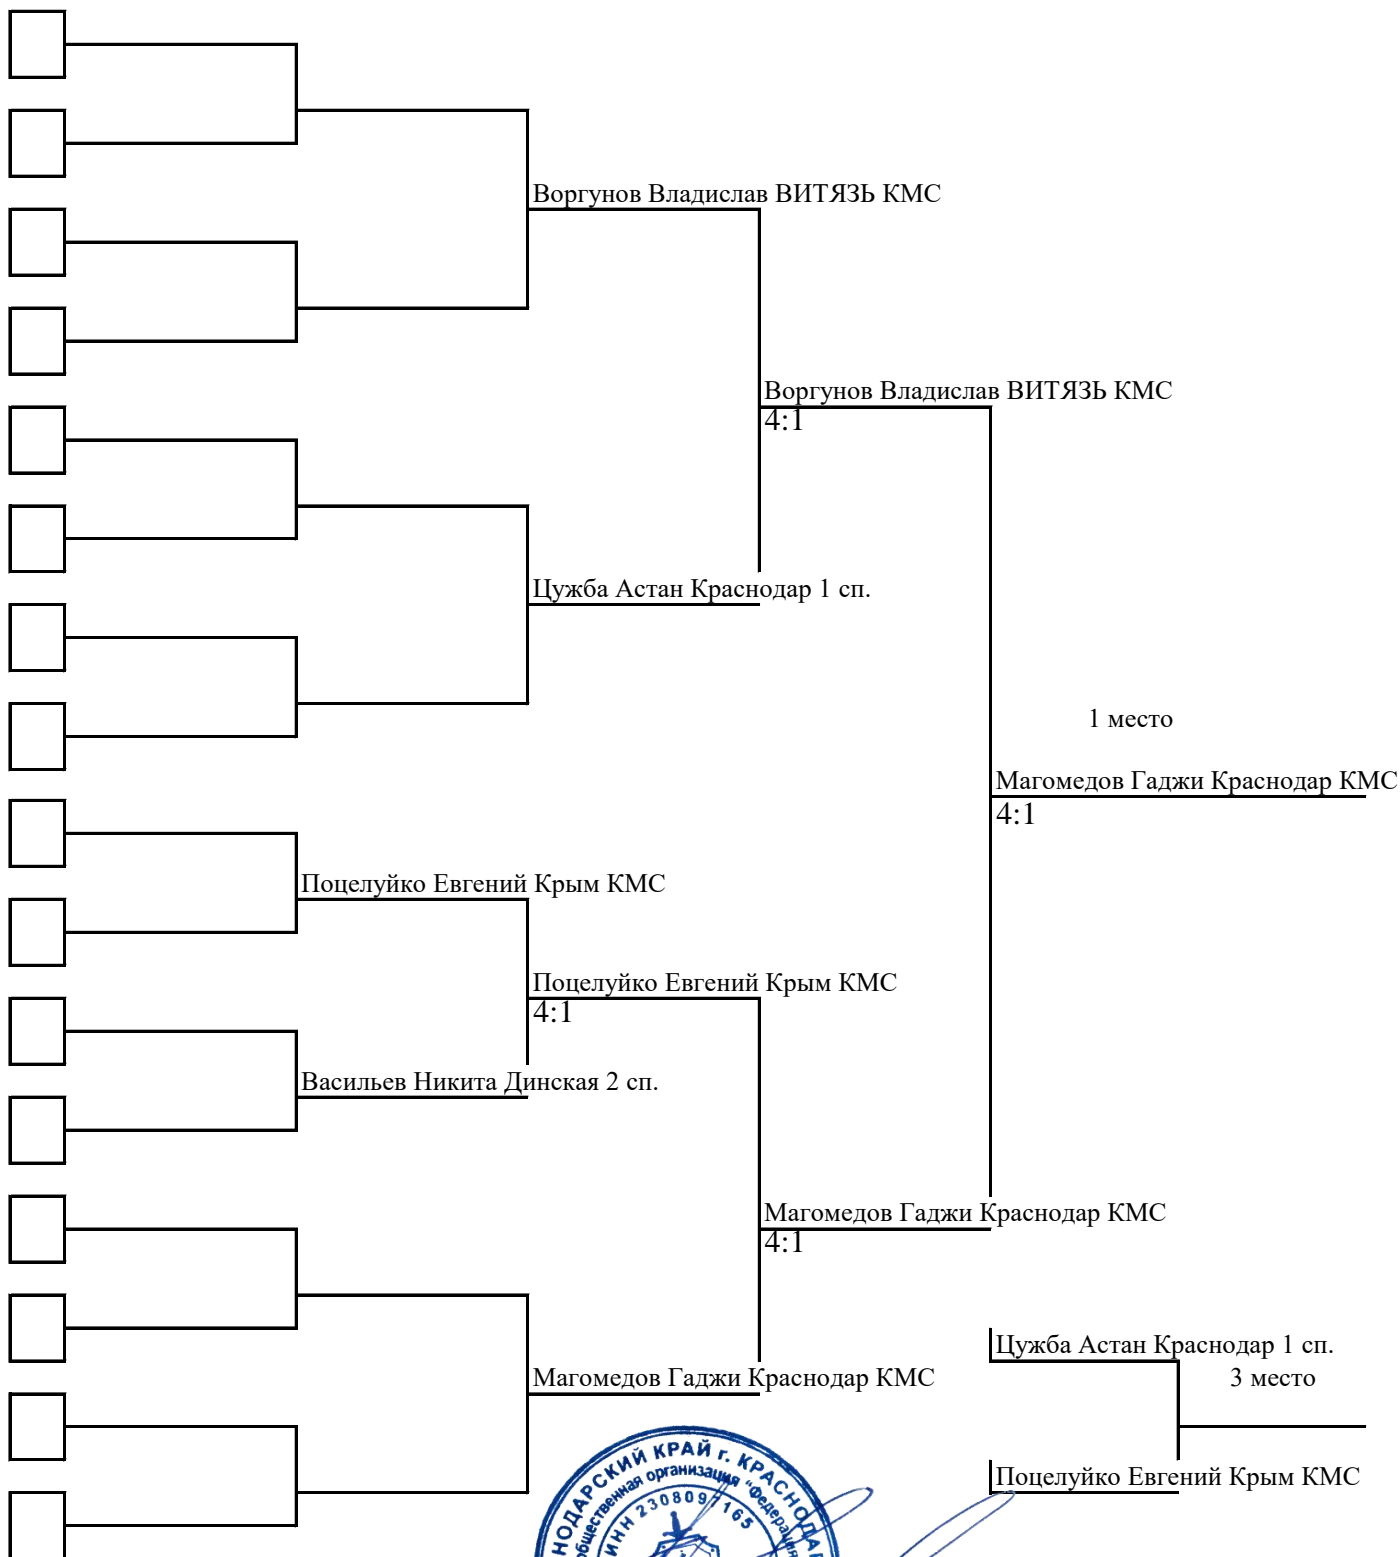 Воргунов Владислав ВИТЯЗЬ КМС
Воргунов Владислав ВИТЯЗЬ КМС
4:1
Цужба Астан Краснодар 1 сп.
1 место
Магомедов Гаджи Краснодар КМС
4:1
Поцелуйко Евгений Крым КМС
Поцелуйко Евгений Крым КМС
4:1
Васильев Никита Динская 2 сп.
Магомедов Гаджи Краснодар КМС
4:1
Цужба Астан Краснодар 1 сп.
Магомедов Гаджи Краснодар КМС
3 место
Поцелуйко Евгений Крым КМС
НОДАРСКИЙ КРАЙ г. КРАСНОДАР
общественная организация "Федерация
ИНН 2308097165